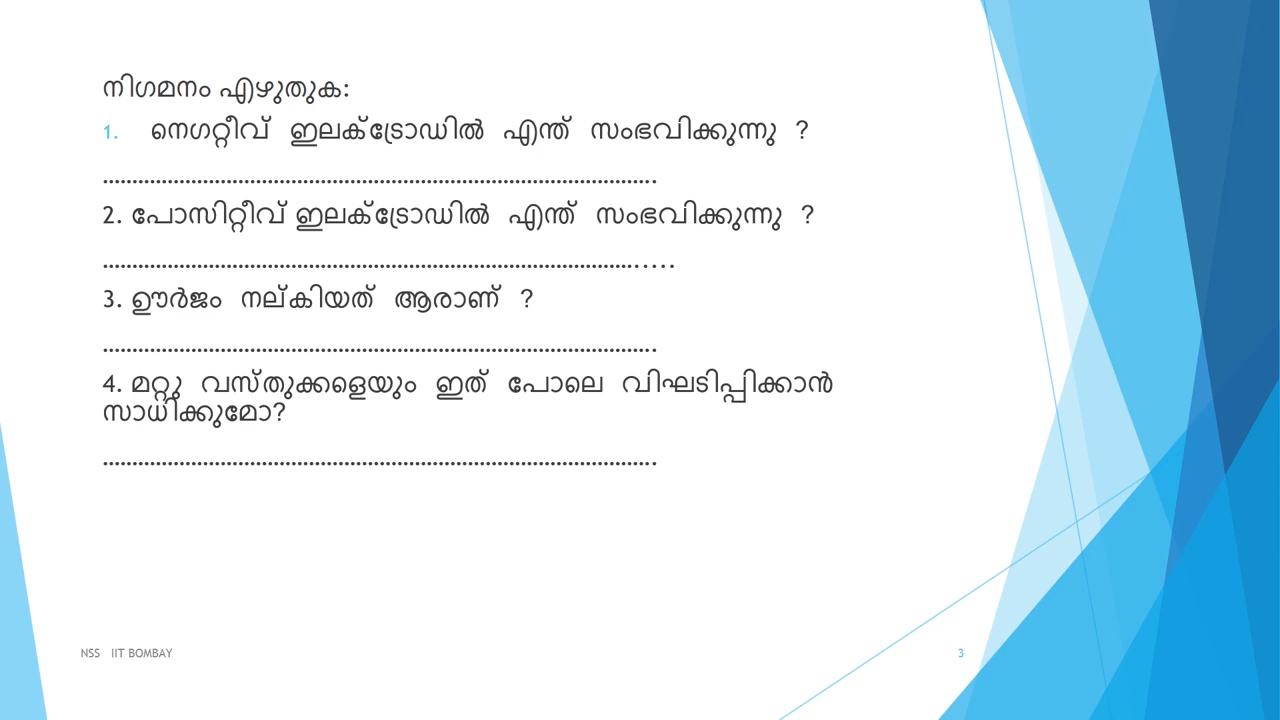 നിഗമനം എഴുതുക:
1. നെഗറ്റീവ് ഇലക്ട്രോഡിൽ എന്ത് സംഭവിക്കുന്നു ?
..............................................................................................
2. പോസിറ്റീവ് ഇലക്ട്രോഡിൽ എന്ത് സംഭവിക്കുന്നു ?
...............................................................................................…..
3. ഊർജം നല്കിയത് ആരാണ് ?
..............................................................................................
4. മറ്റു വസ്തുക്കളെയും ഇത് പോലെ വിഘടിപ്പിക്കാൻ
സാധിക്കുമോ?
..............................................................................................
NSS IIT BOMBAY
3